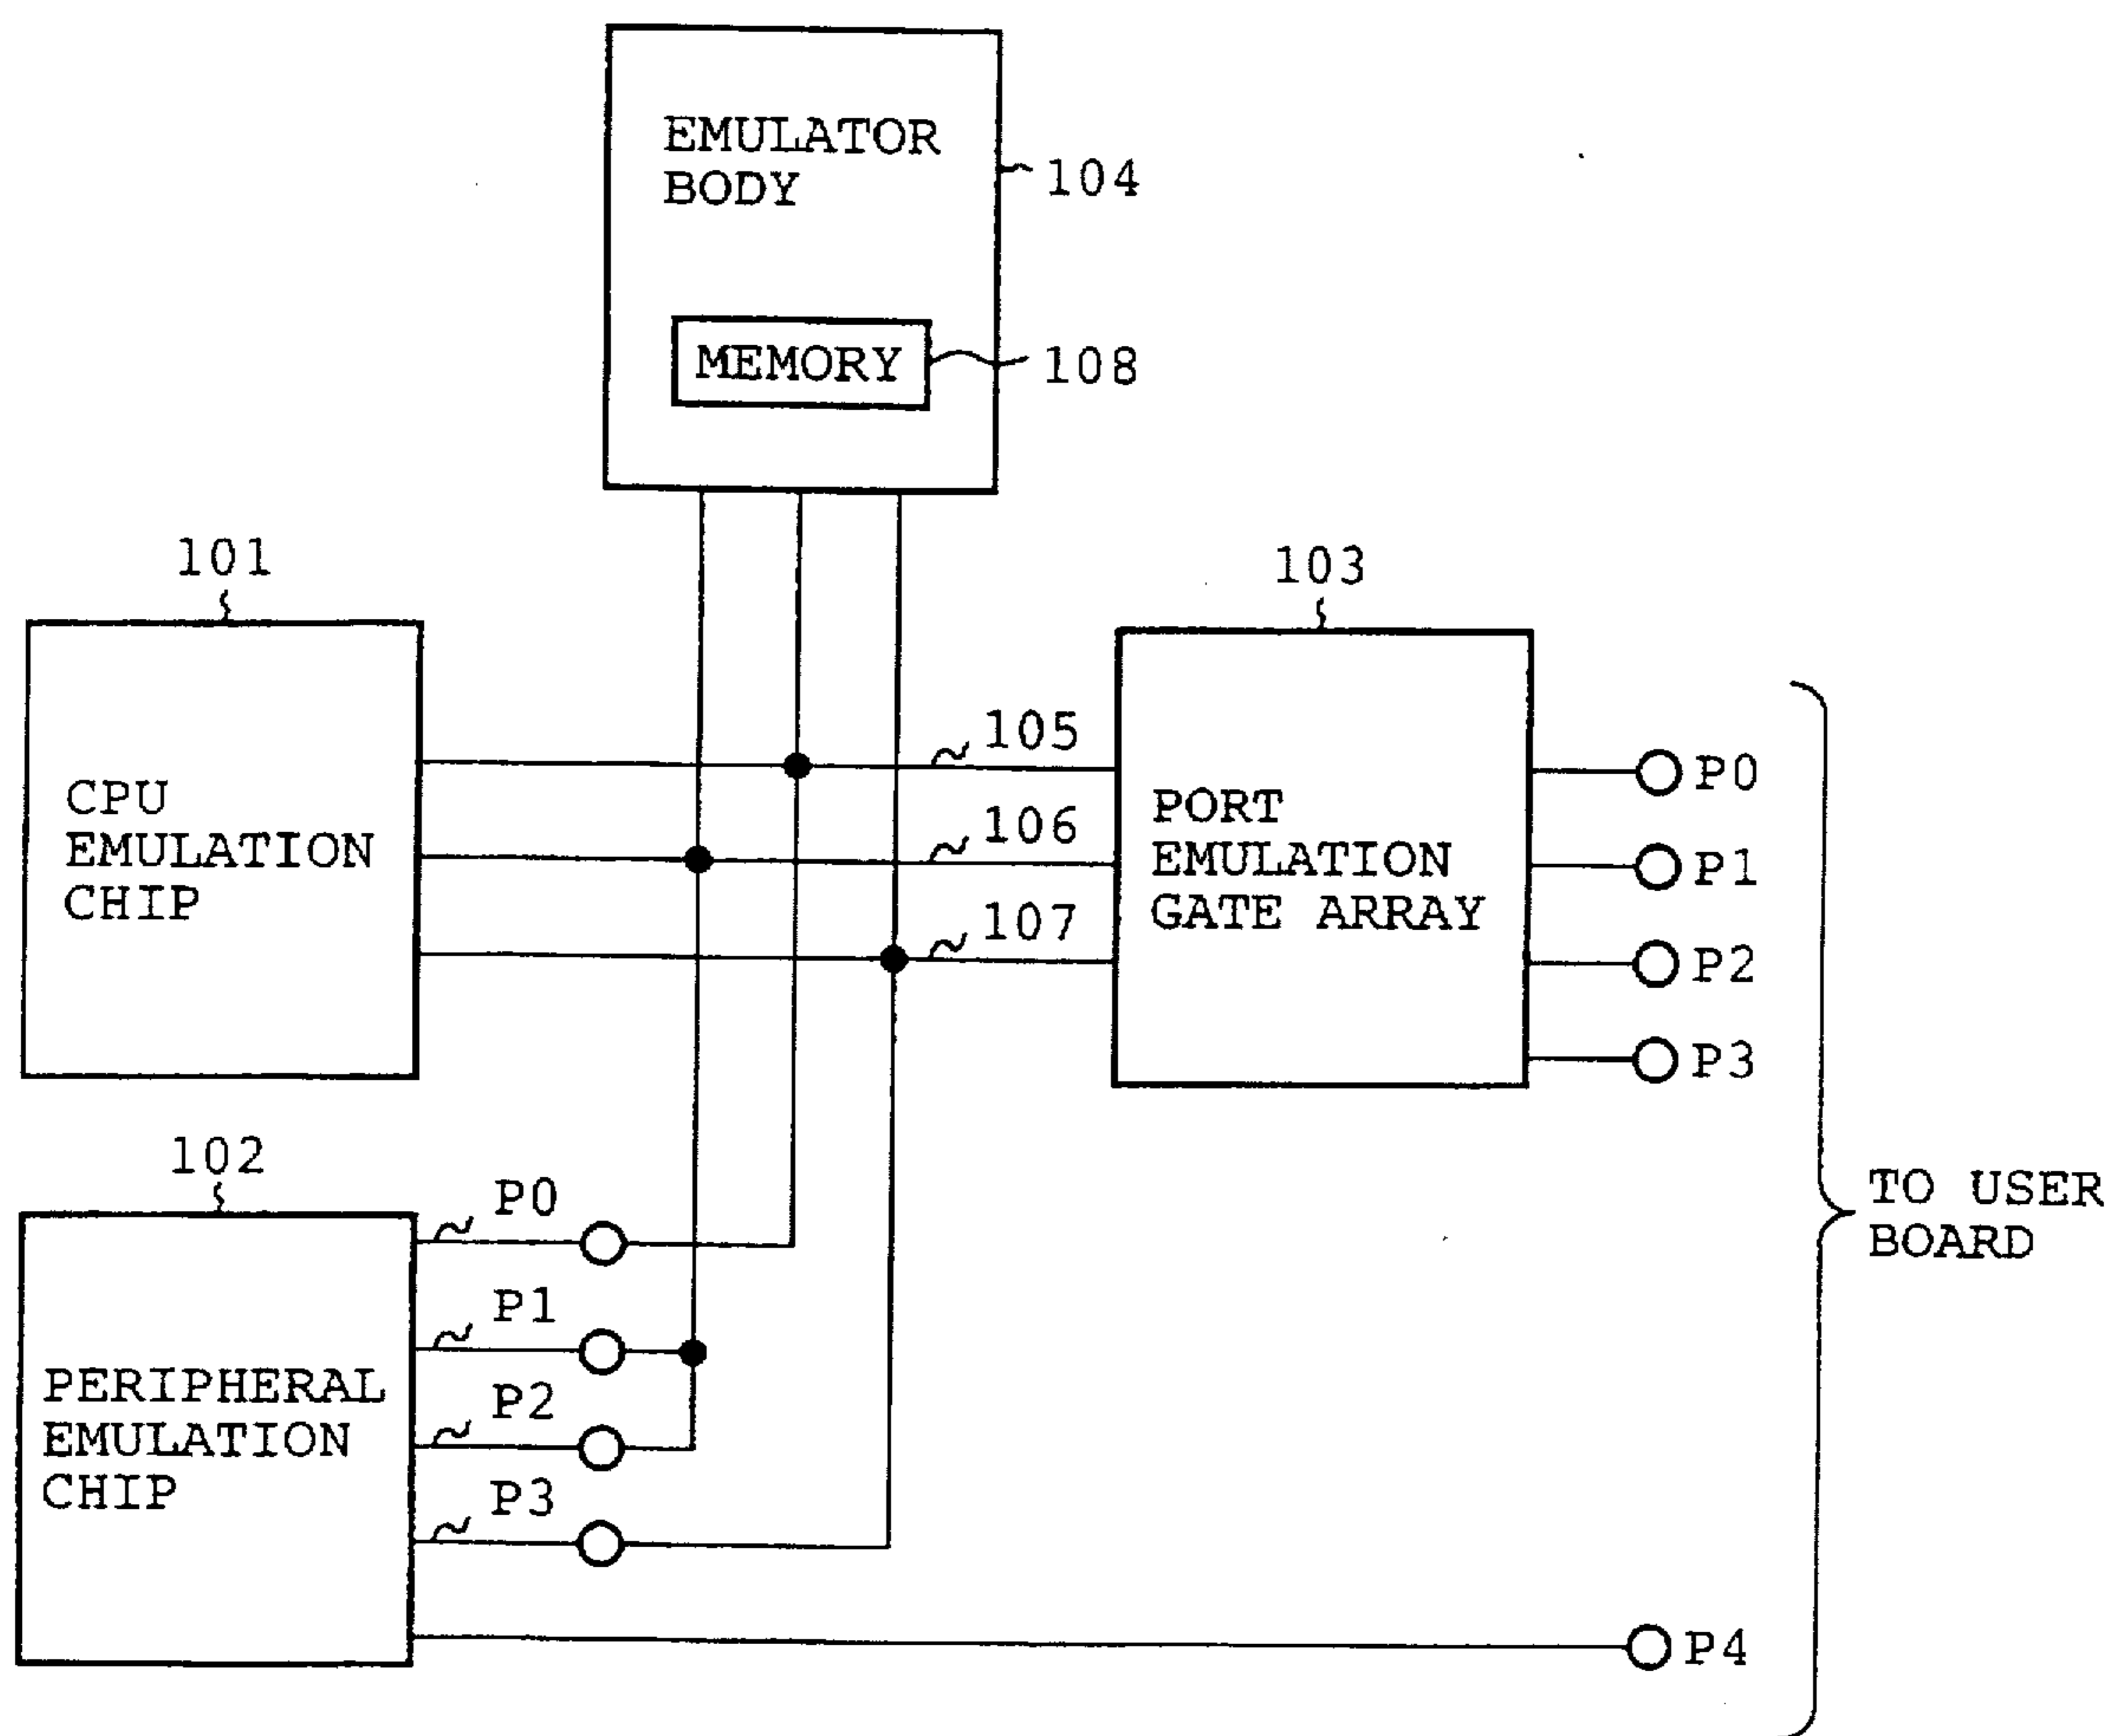 EMULATOR
BODY
104
MEMORY
108
101
103
CPU
EMULATION
CHIP
105
106
107
PORT
EMULATION
GATE ARRAY
P0
P1
P2
P3
102
P0
P1
P2
P3
PERIPHERAL
EMULATION
CHIP
TO USER
BOARD
P4